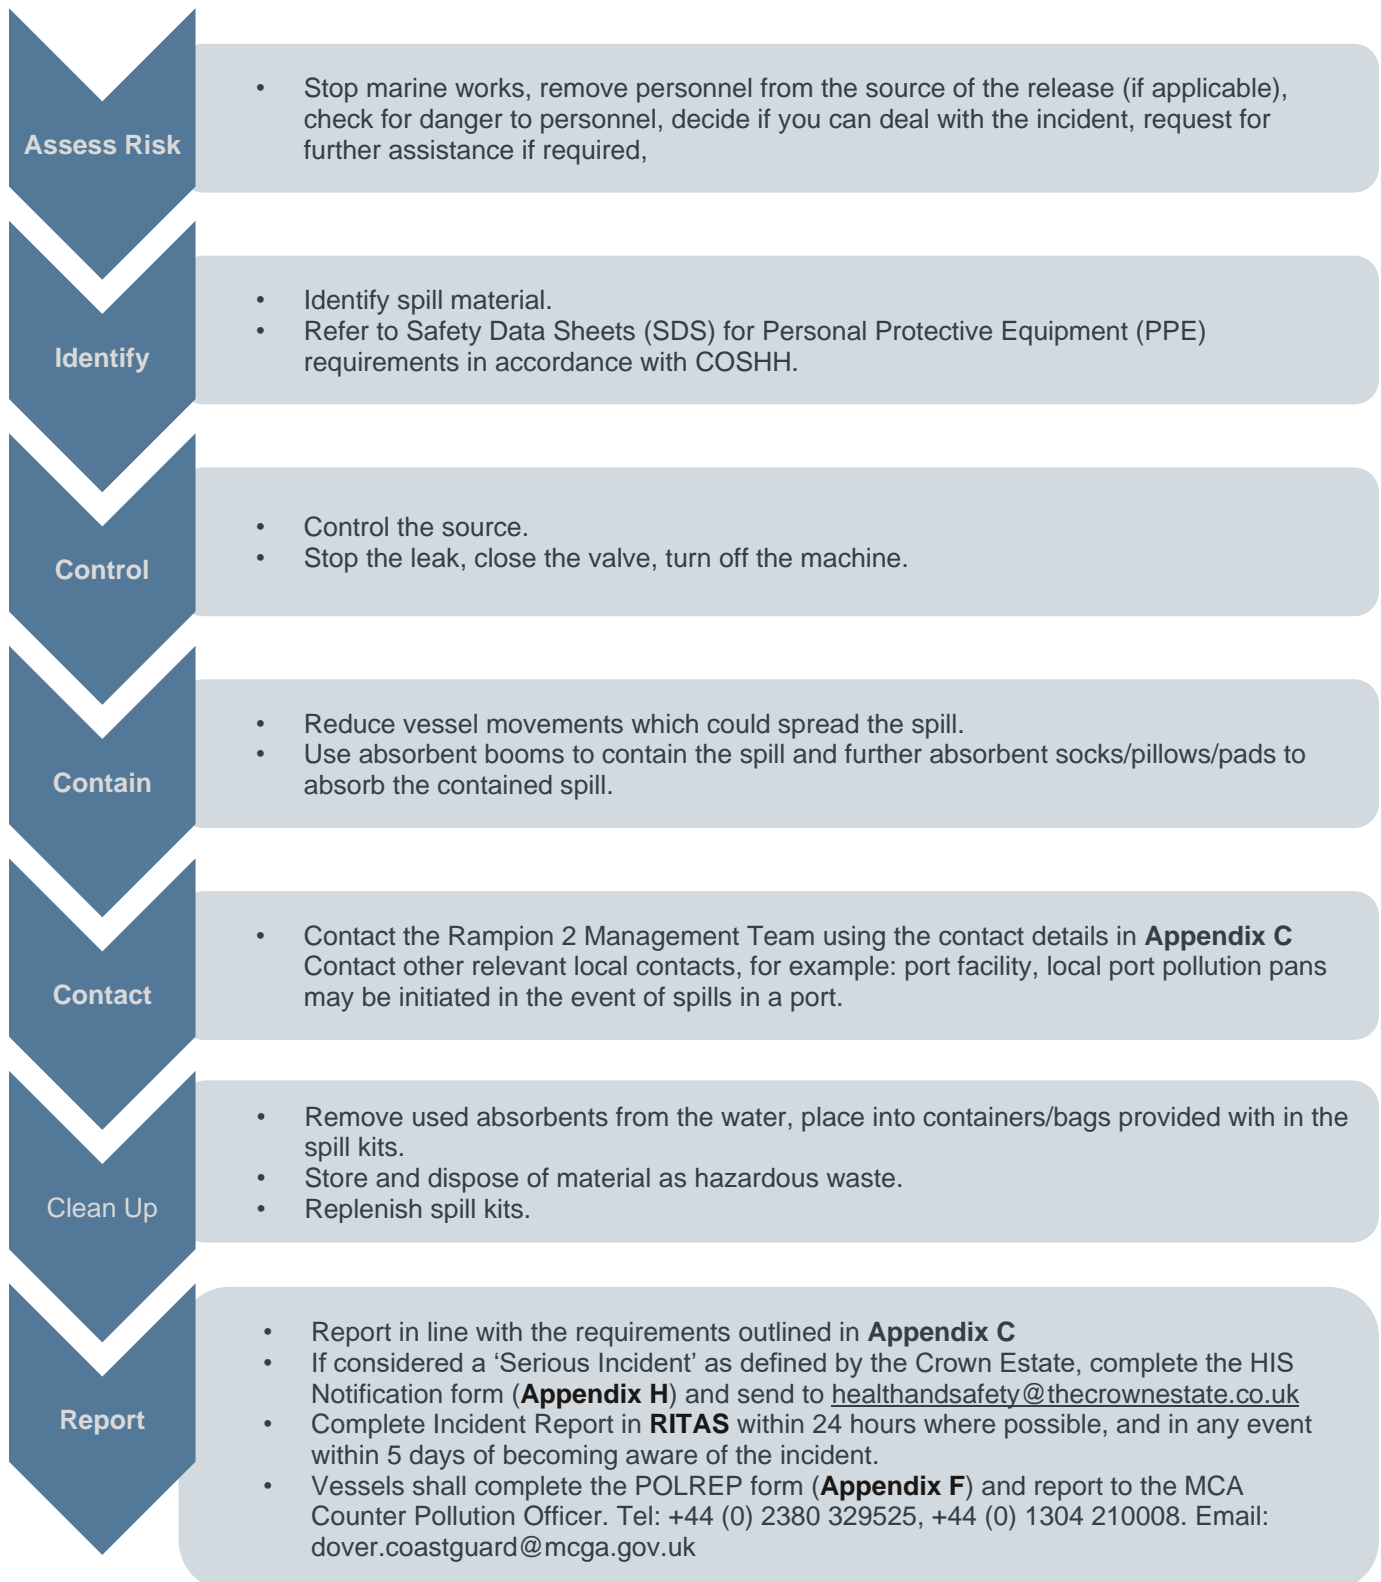 Assess Risk
• Stop marine works, remove personnel from the source of the release (if applicable),
check for danger to personnel, decide if you can deal with the incident, request for
further assistance if required,
Identify
• Identify spill material.
• Refer to Safety Data Sheets (SDS) for Personal Protective Equipment (PPE)
requirements in accordance with COSHH.
Control
• Control the source.
• Stop the leak, close the valve, turn off the machine.
Contain
• Reduce vessel movements which could spread the spill.
• Use absorbent booms to contain the spill and further absorbent socks/pillows/pads to
absorb the contained spill.
Contact
• Contact the Rampion 2 Management Team using the contact details in Appendix C
Contact other relevant local contacts, for example: port facility, local port pollution pans
may be initiated in the event of spills in a port.
Clean Up
• Remove used absorbents from the water, place into containers/bags provided with in the
spill kits.
• Store and dispose of material as hazardous waste.
• Replenish spill kits.
Report
• Report in line with the requirements outlined in Appendix C
• If considered a ‘Serious Incident’ as defined by the Crown Estate, complete the HIS
Notification form (Appendix H) and send to healthandsafety@thecrownestate.co.uk
• Complete Incident Report in RITAS within 24 hours where possible, and in any event
within 5 days of becoming aware of the incident.
• Vessels shall complete the POLREP form (Appendix F) and report to the MCA
Counter Pollution Officer. Tel: +44 (0) 2380 329525, +44 (0) 1304 210008. Email:
dover.coastguard@mcga.gov.uk